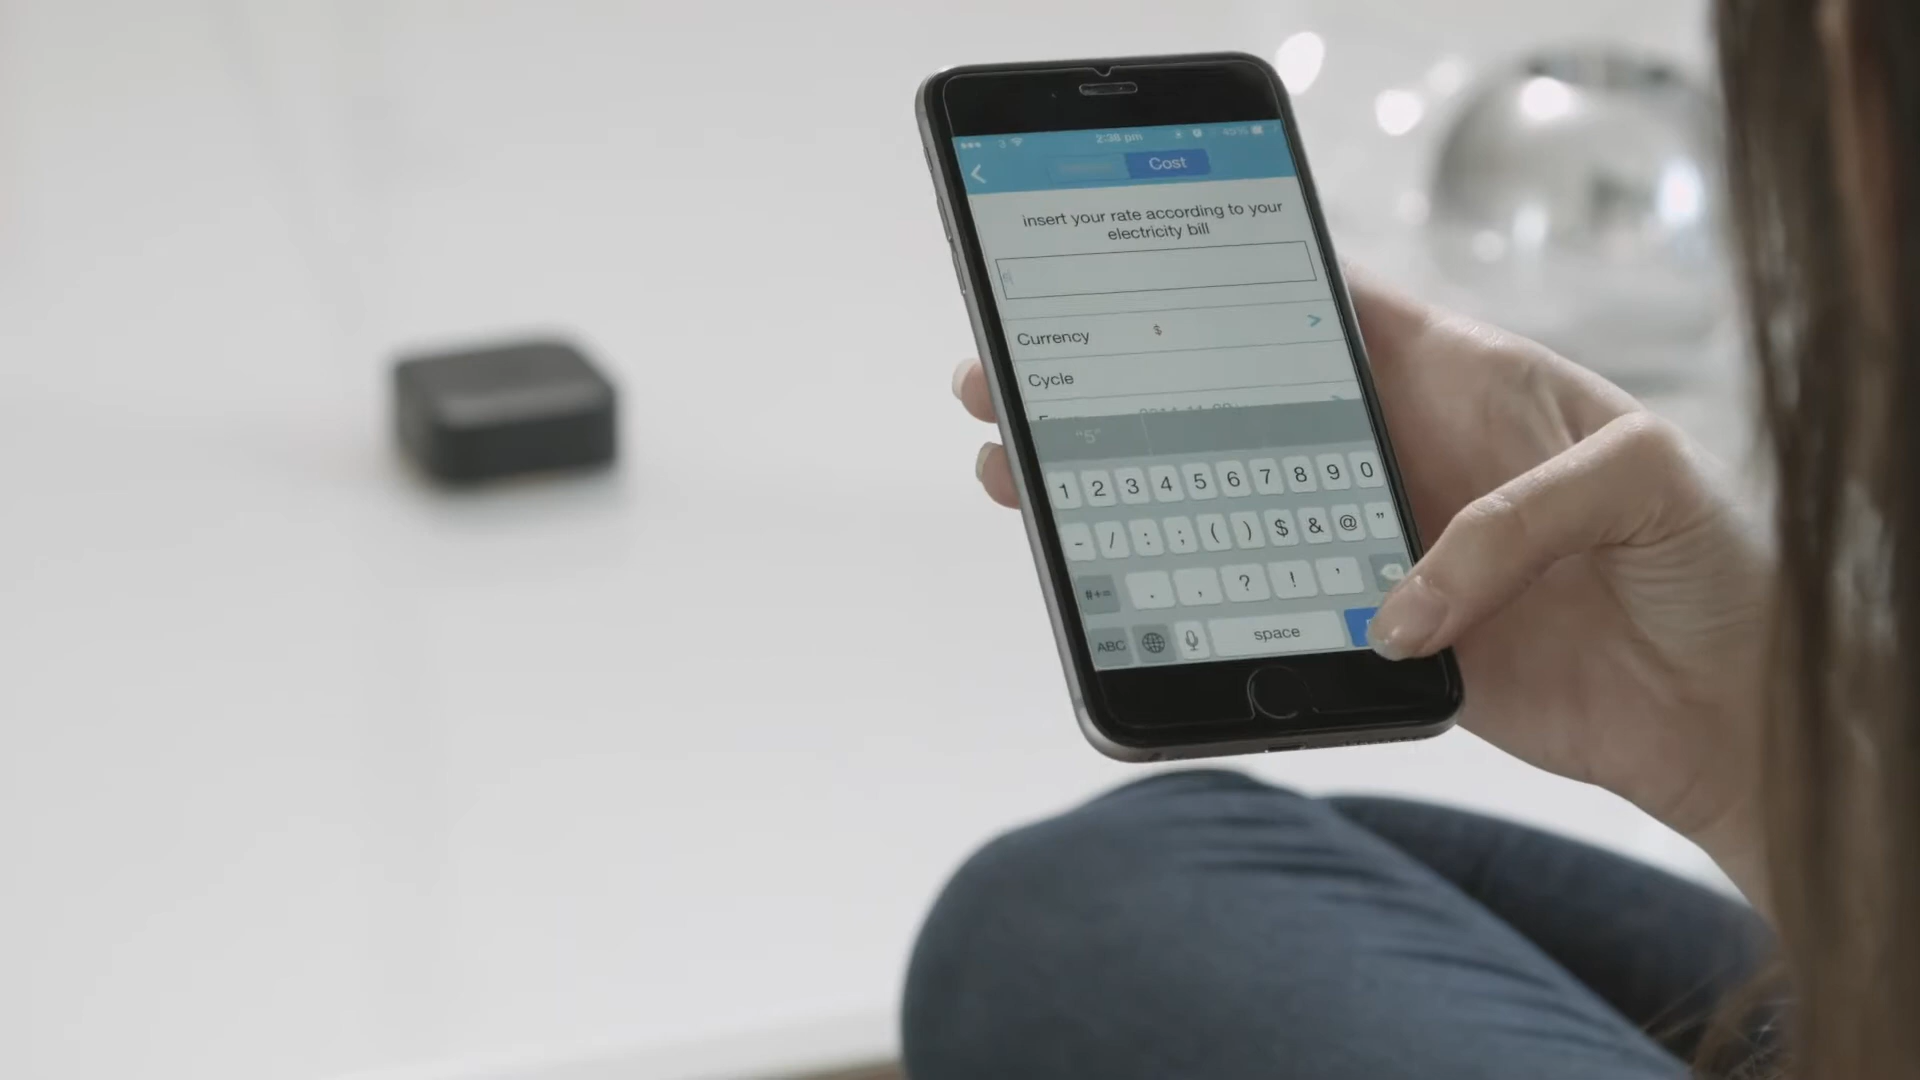 2:36 pm
Cost
insert your rate according to your
electricity bill
Currency $
Cycle
"5"
1 2 3 4 5 6 7 8 9 0
- / : ; ( ) $ & @ "
#+= . , ? ! '
ABC space